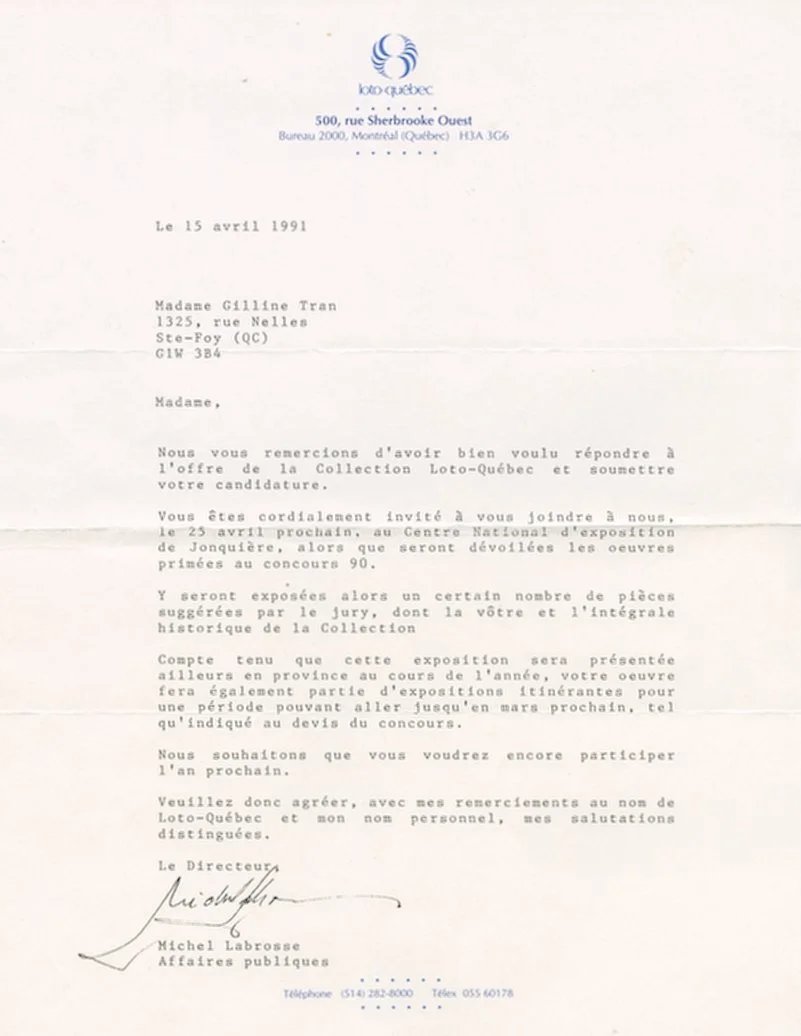 loto-québec
500, rue Sherbrooke Ouest
Bureau 2000, Montréal (Québec) H3A 3G6
Le 15 avril 1991
Madame Gilline Tran
1325, rue Nelles
Ste-Foy (QC)
G1W 3B4
Madame,
Nous vous remercions d'avoir bien voulu répondre à
l'offre de la Collection Loto-Québec et soumettre
votre candidature.
Vous êtes cordialement invité à vous joindre à nous,
le 25 avril prochain, au Centre National d'exposition
de Jonquière, alors que seront dévoilées les oeuvres
primées au concours 90.
Y seront exposées alors un certain nombre de pièces
suggérées par le jury, dont la vôtre et l'intégrale
historique de la Collection
Compte tenu que cette exposition sera présentée
ailleurs en province au cours de l'année, votre oeuvre
fera également partie d'expositions itinérantes pour
une période pouvant aller jusqu'en mars prochain, tel
qu'indiqué au devis du concours.
Nous souhaitons que vous voudrez encore participer
l'an prochain.
Veuillez donc agréer, avec mes remerciements au nom de
Loto-Québec et mon nom personnel, mes salutations
distinguées.
Le Directeur,
Michel Labrosse
Affaires publiques
Téléphone (514) 282-8000 Télex 055 60178